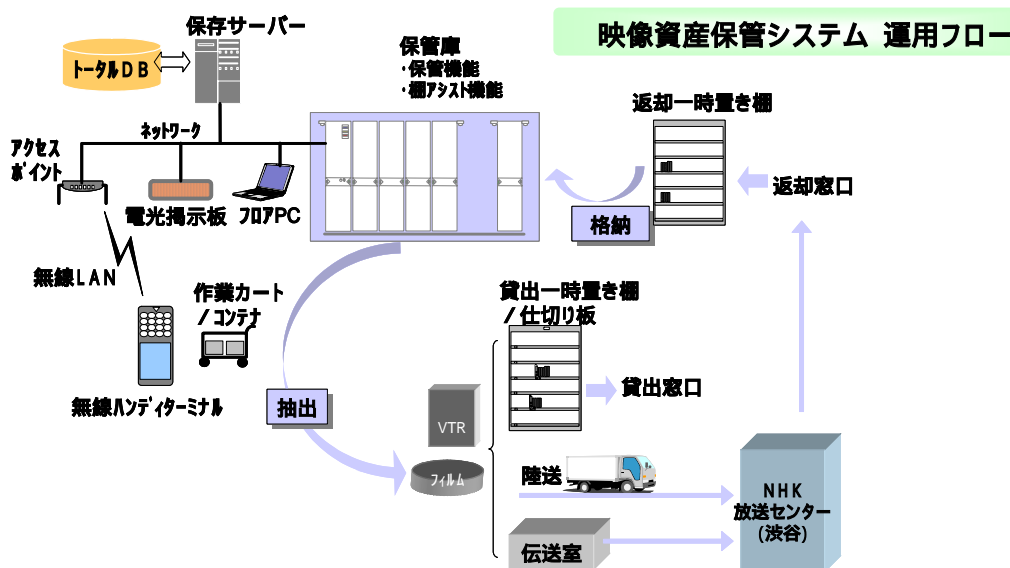 映像資産保管システム 運用フロー
保存サーバー
トータルDB
保管庫
・保管機能
・棚アシスト機能
ネットワーク
アクセス
ポイント
電光掲示板
フロアPC
無線LAN
無線ハンディターミナル
作業カート
/コンテナ
返却一時置き棚
返却窓口
格納
抽出
貸出一時置き棚
/仕切り板
貸出窓口
VTR
フィルム
陸送
伝送室
NHK
放送センター
(渋谷)